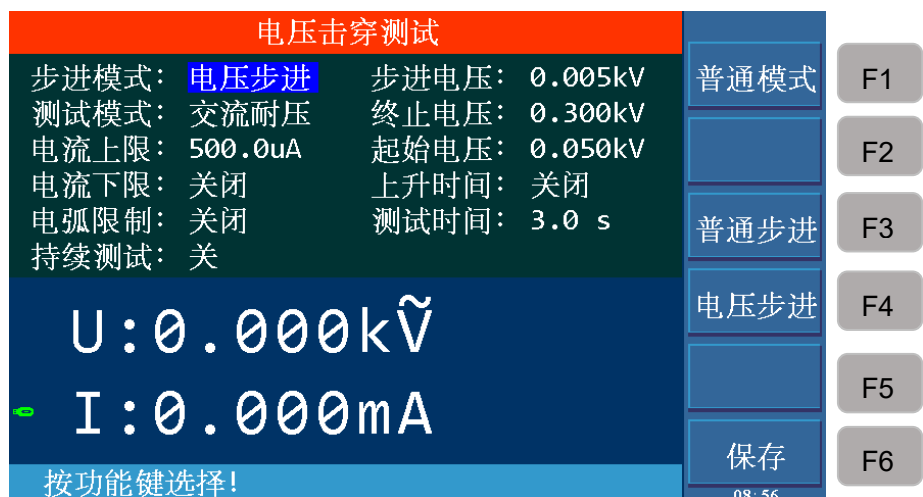 电压击穿测试
步进模式: 电压步进 步进电压: 0.005kV
测试模式: 交流耐压 终止电压: 0.300kV
电流上限: 500.0uA 起始电压: 0.050kV
电流下限: 关闭 上升时间: 关闭
电弧限制: 关闭 测试时间: 3.0 s
持续测试: 关
U:0.000kṼ
I:0.000mA
按功能键选择!
普通模式 F1
F2
普通步进 F3
电压步进 F4
F5
保存 F6
08:56